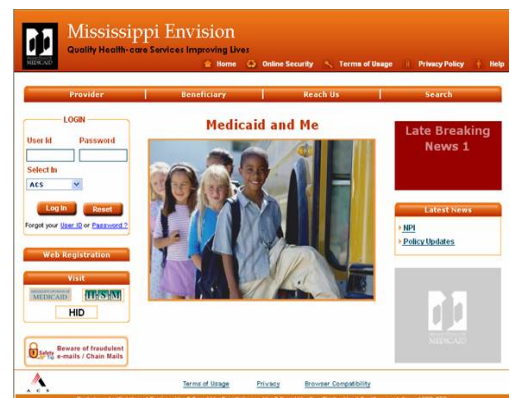 Mississippi Envision
Quality Health-care Services Improving Lives
MEDICAID
Home Online Security Terms of Usage Privacy Policy Help
Provider Beneficiary Reach Us Search
LOGIN
User Id Password
Select In
ACS
Log In Reset
Forgot your User ID or Password ?
Web Registration
Visit
MEDICAID
HID
Safety Tip
Beware of fraudulent
e-mails / Chain Mails
Medicaid and Me
Late Breaking
News 1
Latest News
NPI
Policy Updates
MEDICAID
A C S
Terms of Usage Privacy Browser Compatibility